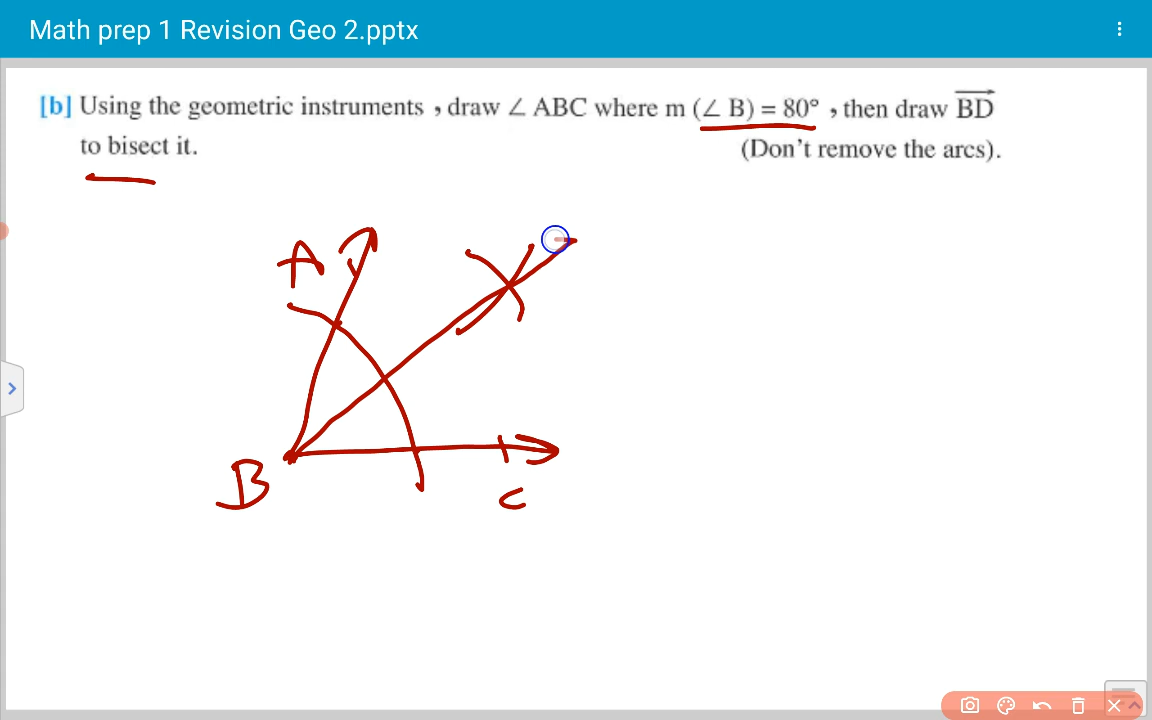 Math prep 1 Revision Geo 2.pptx
[b] Using the geometric instruments , draw ∠ ABC where m (∠ B) = 80° , then draw BD
to bisect it. (Don't remove the arcs).
A
B
C